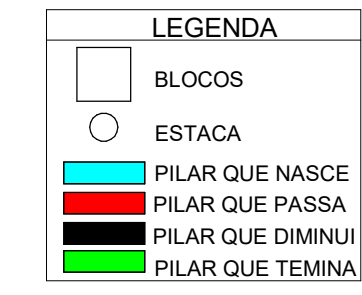 LEGENDA
BLOCOS
ESTACA
PILAR QUE NASCE
PILAR QUE PASSA
PILAR QUE DIMINUI
PILAR QUE TEMINA